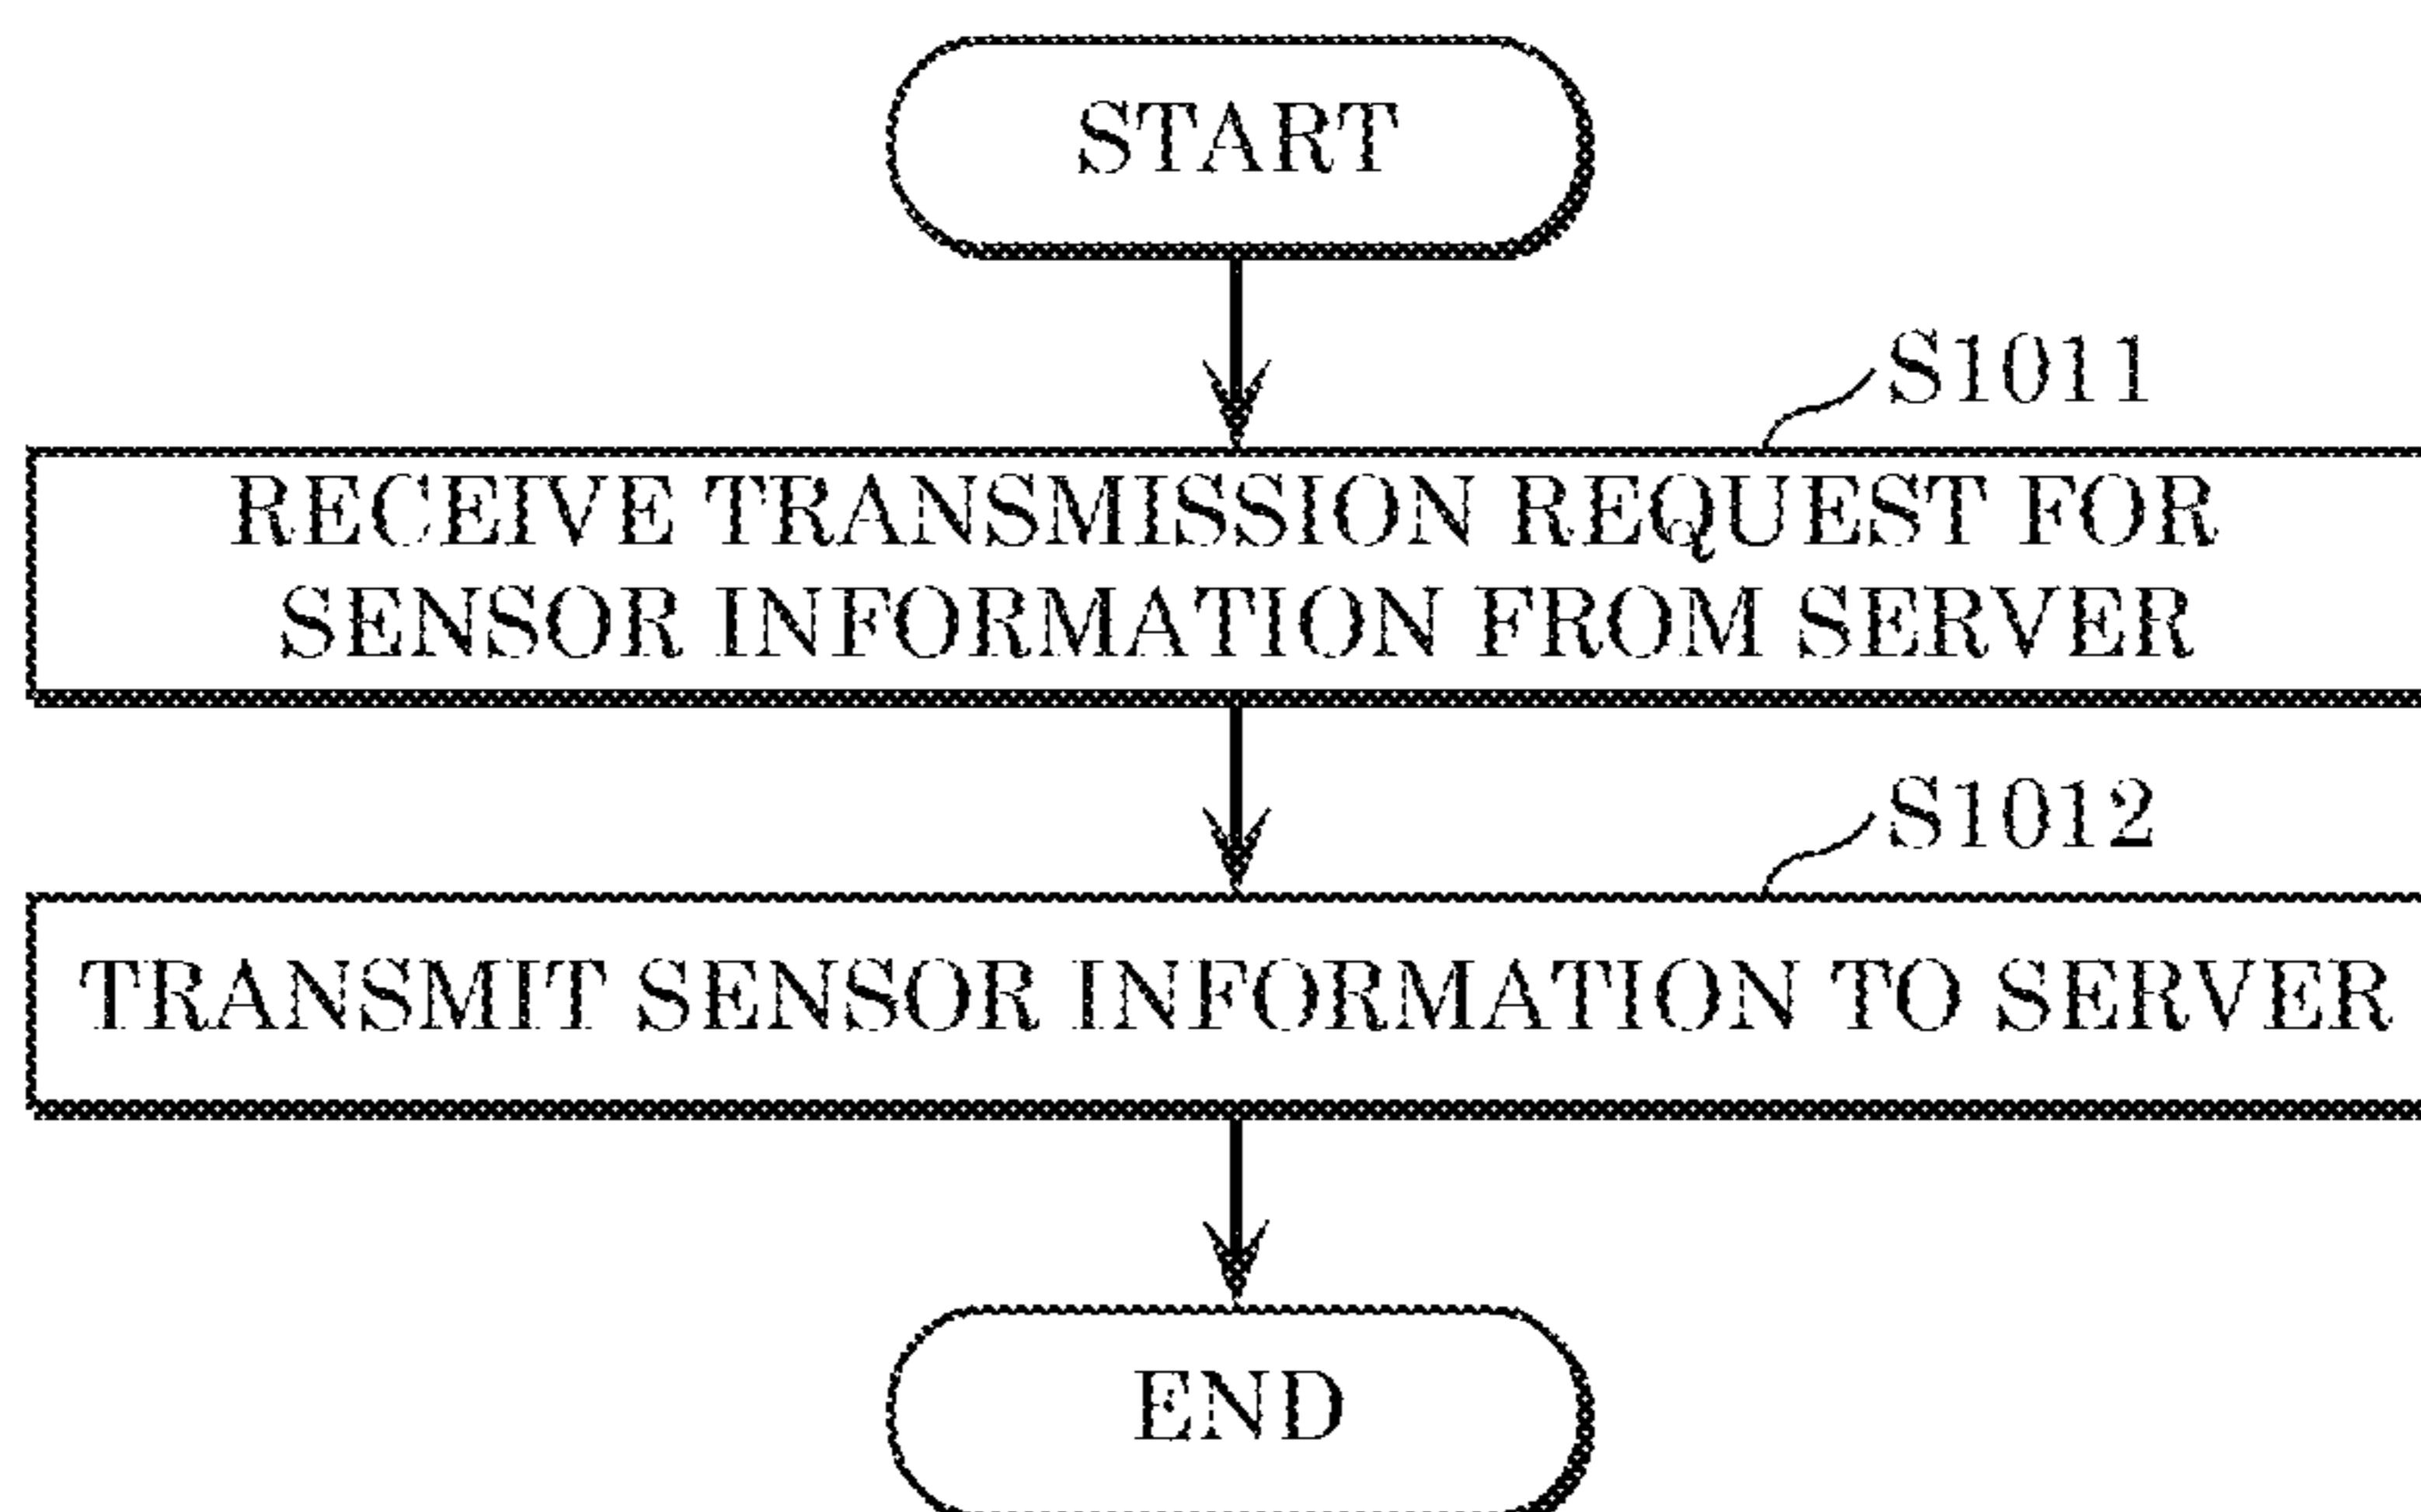 START
S1011
RECEIVE TRANSMISSION REQUEST FOR
SENSOR INFORMATION FROM SERVER
S1012
TRANSMIT SENSOR INFORMATION TO SERVER
END